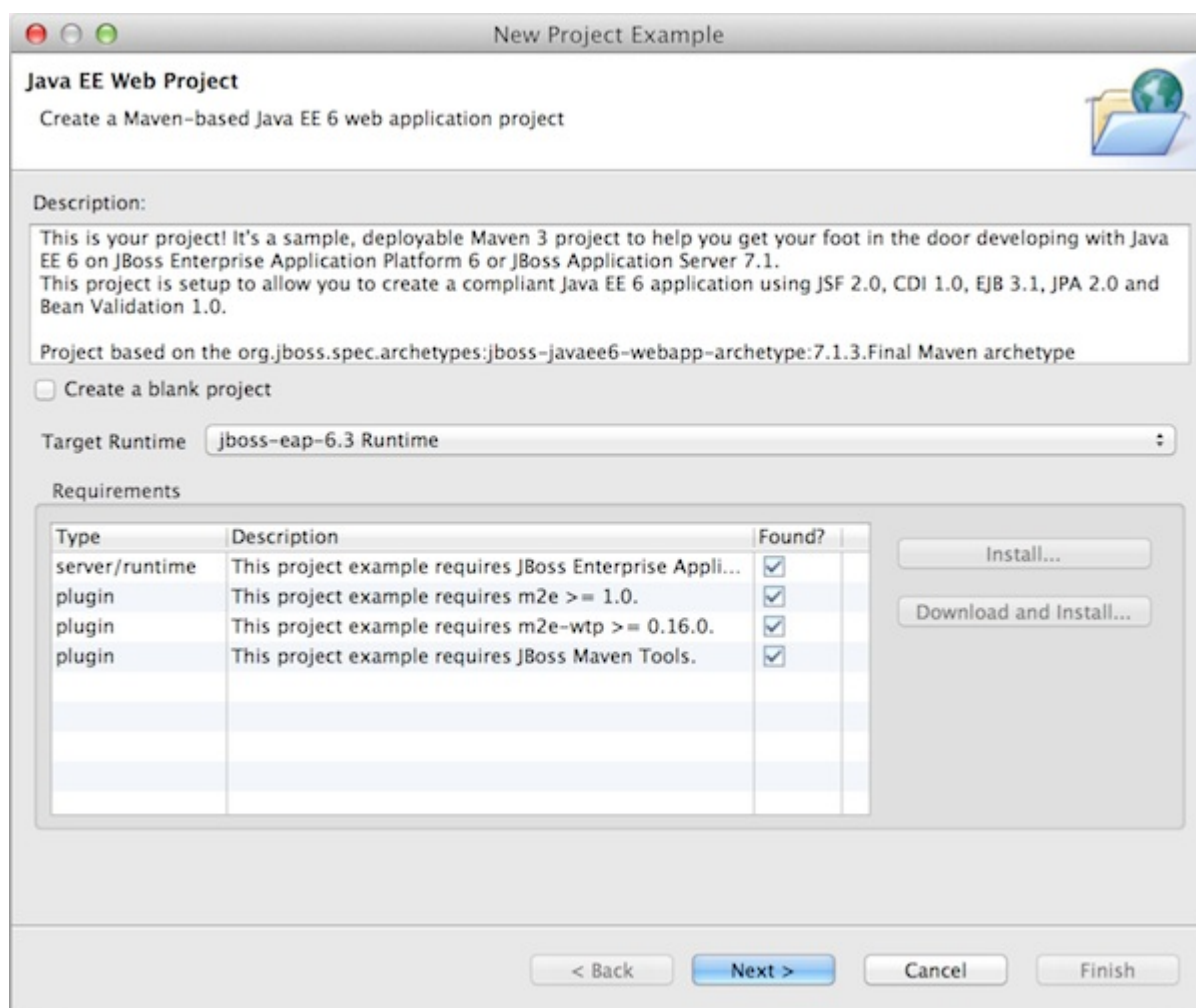 New Project Example
Java EE Web Project
Create a Maven-based Java EE 6 web application project
Description:
This is your project! It's a sample, deployable Maven 3 project to help you get your foot in the door developing with Java
EE 6 on JBoss Enterprise Application Platform 6 or JBoss Application Server 7.1.
This project is setup to allow you to create a compliant Java EE 6 application using JSF 2.0, CDI 1.0, EJB 3.1, JPA 2.0 and
Bean Validation 1.0.
Project based on the org.jboss.spec.archetypes:jboss-javaee6-webapp-archetype:7.1.3.Final Maven archetype
Create a blank project
Target Runtime jboss-eap-6.3 Runtime
Requirements
Type Description Found?
server/runtime This project example requires JBoss Enterprise Appli...
plugin This project example requires m2e >= 1.0.
plugin This project example requires m2e-wtp >= 0.16.0.
plugin This project example requires JBoss Maven Tools.
Install...
Download and Install...
< Back Next > Cancel Finish